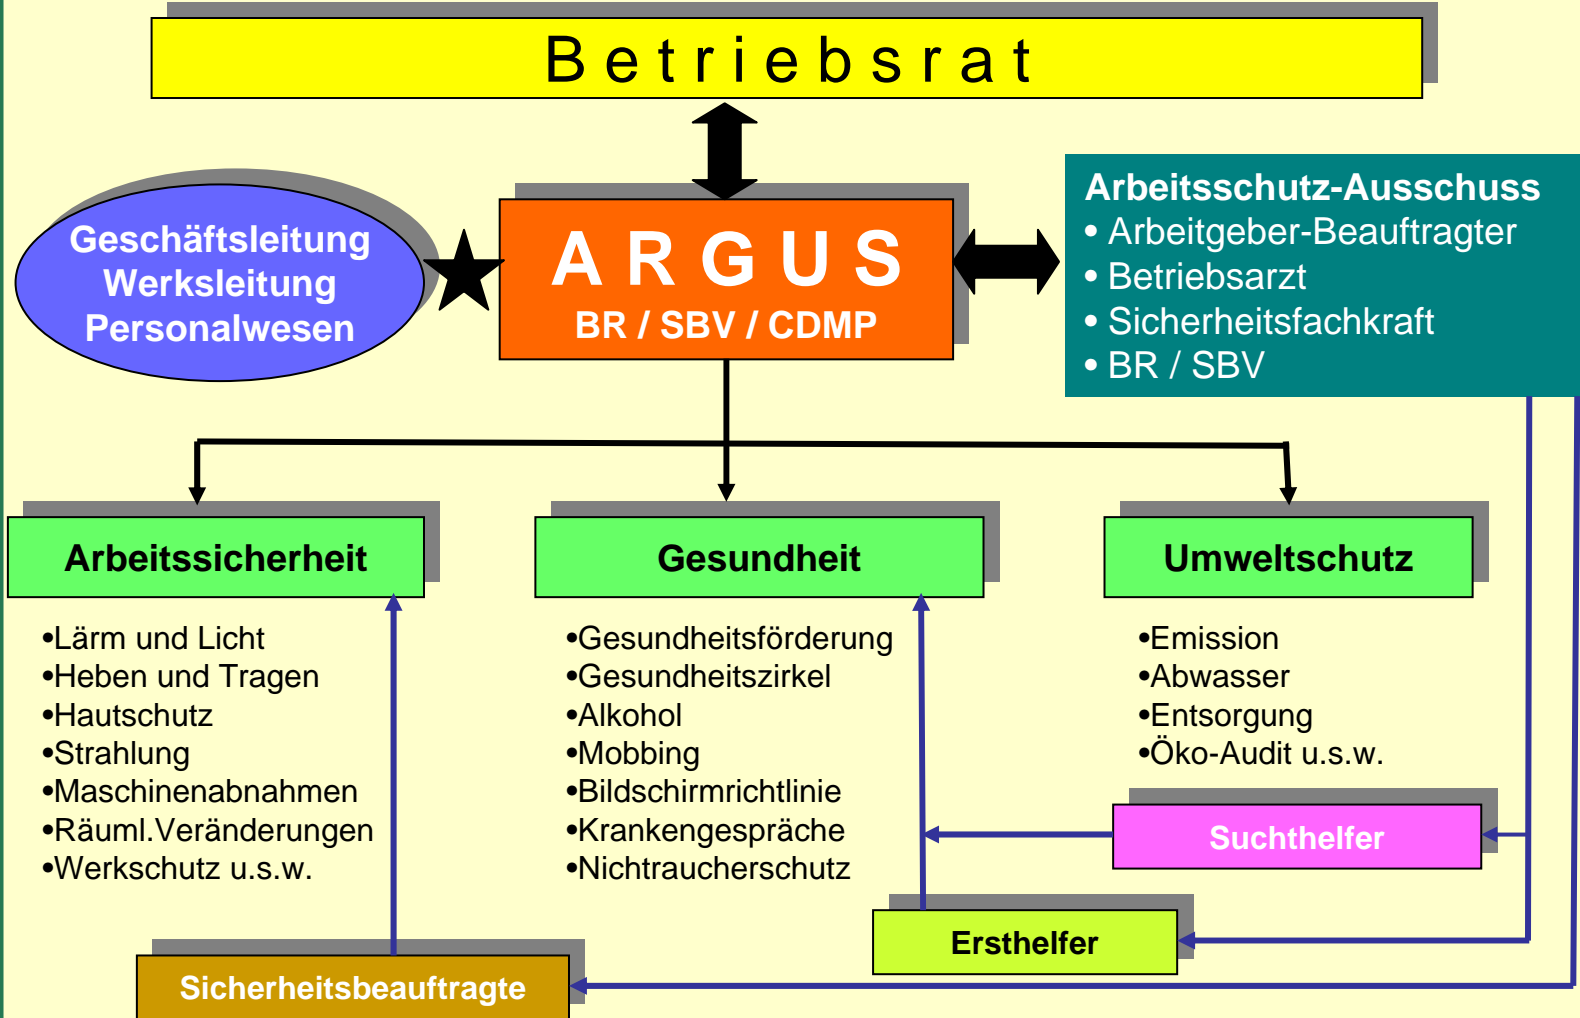 Betriebsrat
Geschäftsleitung
Werksleitung
Personalwesen
ARGUS
BR / SBV / CDMP
Arbeitsschutz-Ausschuss
• Arbeitgeber-Beauftragter
• Betriebsarzt
• Sicherheitsfachkraft
• BR / SBV
Arbeitssicherheit
•Lärm und Licht
•Heben und Tragen
•Hautschutz
•Strahlung
•Maschinenabnahmen
•Räuml.Veränderungen
•Werkschutz u.s.w.
Gesundheit
•Gesundheitsförderung
•Gesundheitszirkel
•Alkohol
•Mobbing
•Bildschirmrichtlinie
•Krankengespräche
•Nichtraucherschutz
Umweltschutz
•Emission
•Abwasser
•Entsorgung
•Öko-Audit u.s.w.
Suchthelfer
Ersthelfer
Sicherheitsbeauftragte